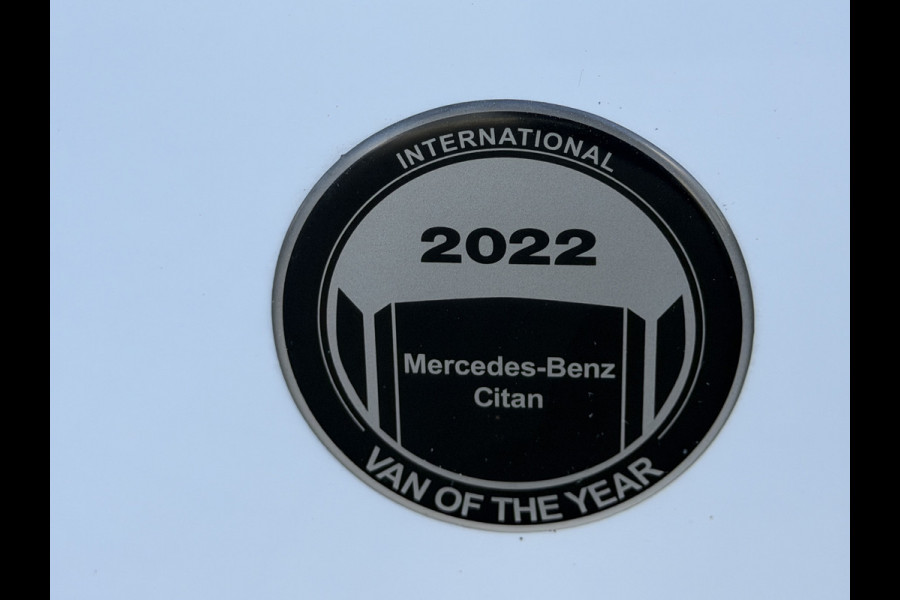 INTERNATIONAL
2022
Mercedes-Benz
Citan
VAN OF THE YEAR